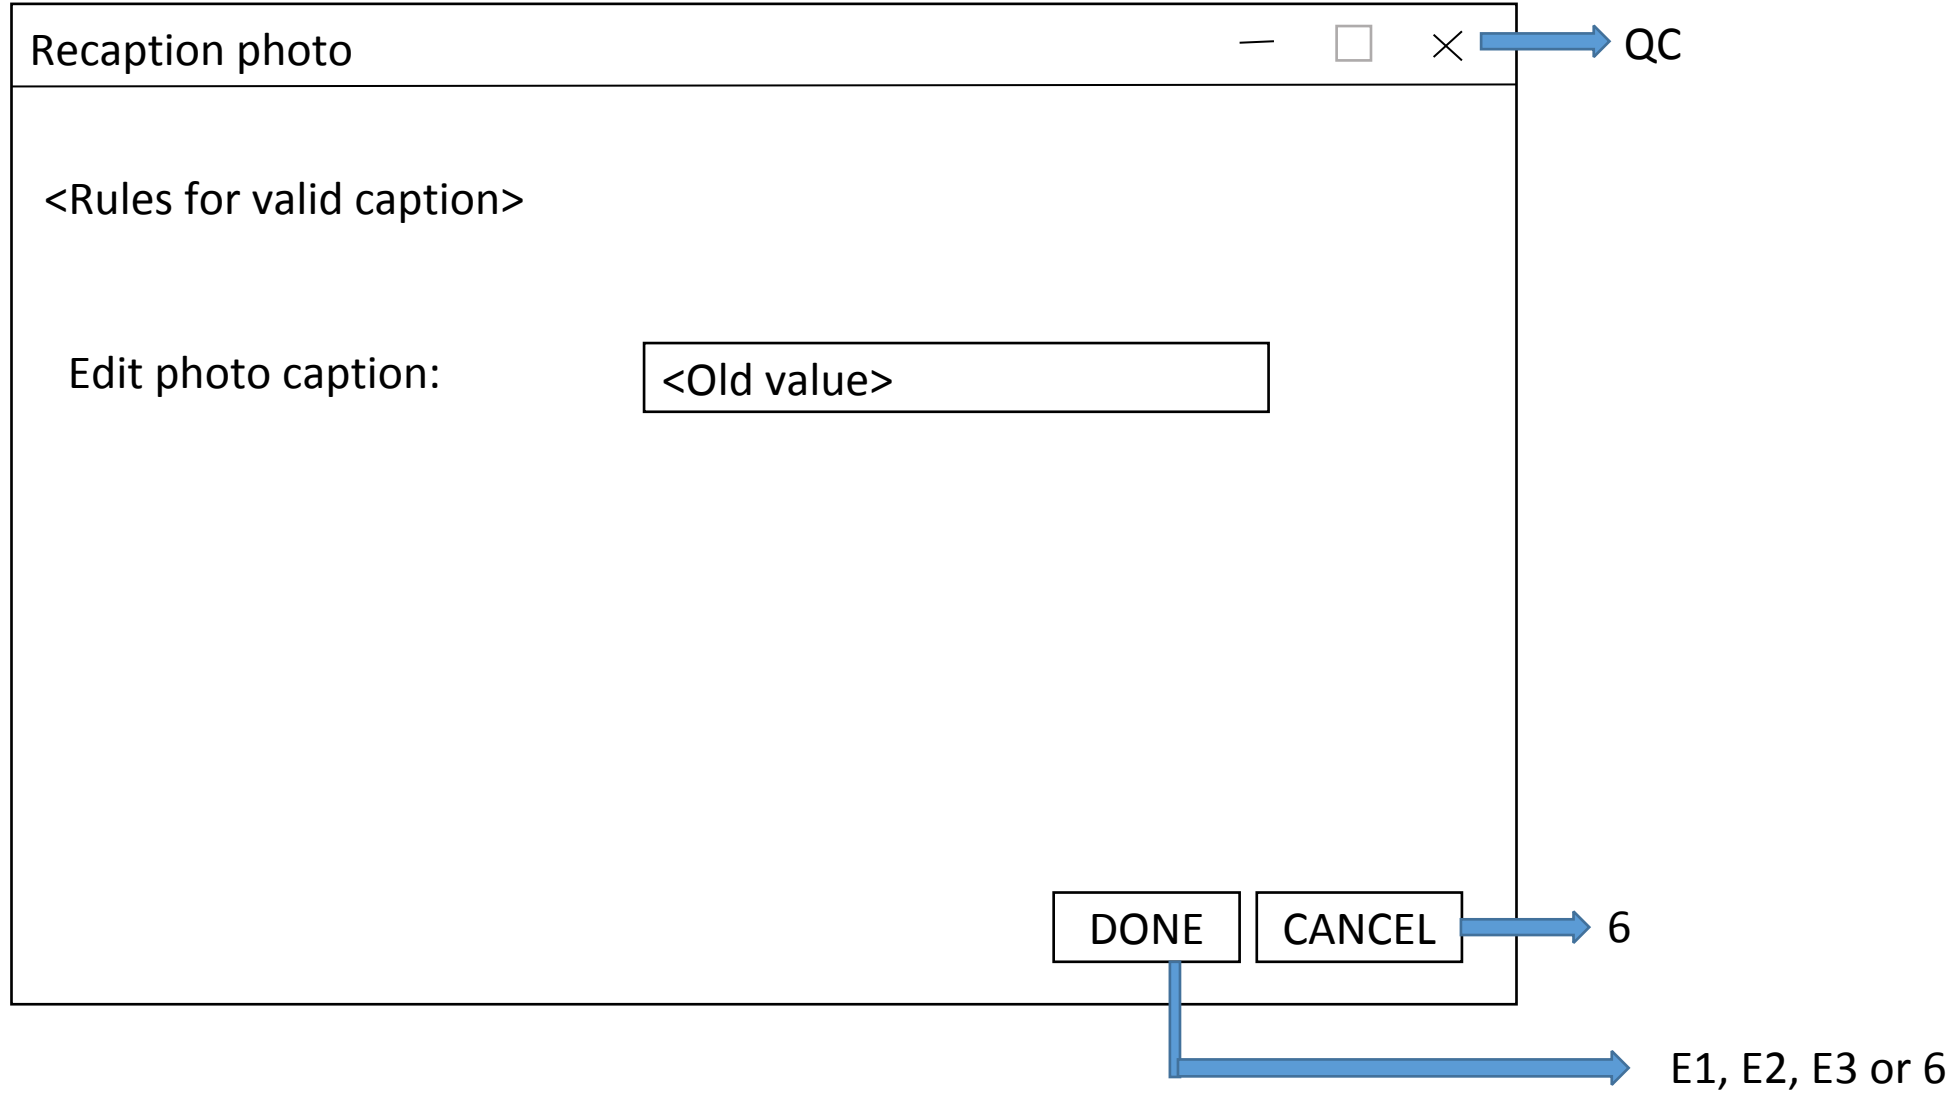 Recaption photo
QC
<Rules for valid caption>
Edit photo caption:
<Old value>
DONE
CANCEL
6
E1, E2, E3 or 6